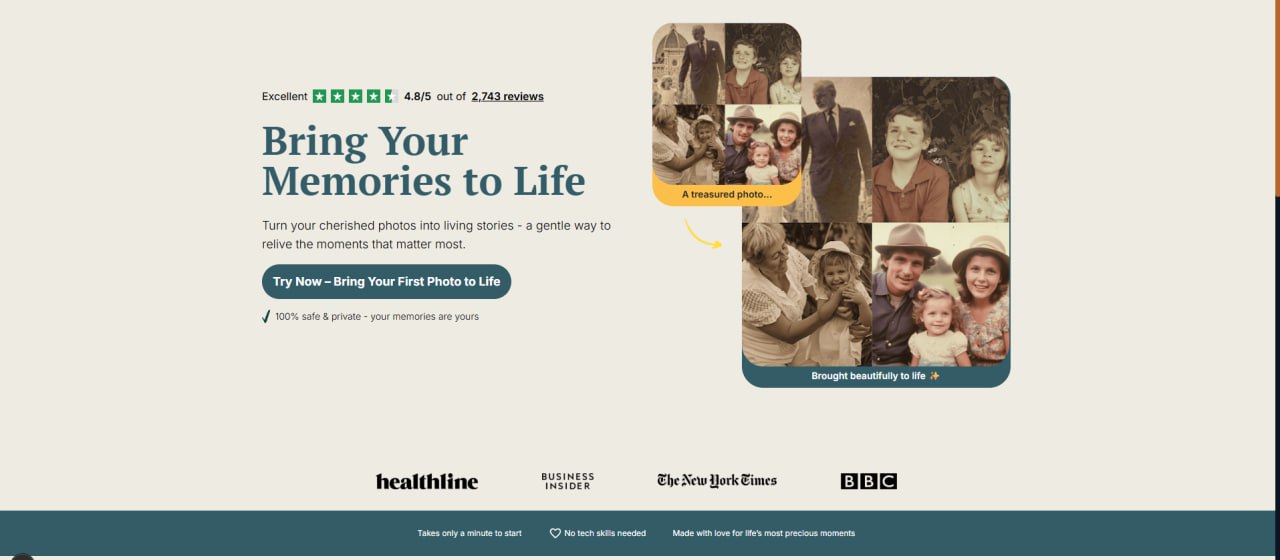 Excellent 4.8/5 out of 2,743 reviews
Bring Your
Memories to Life
Turn your cherished photos into living stories - a gentle way to
relive the moments that matter most.
Try Now – Bring Your First Photo to Life
100% safe & private - your memories are yours
A treasured photo...
Brought beautifully to life ✨
healthline
BUSINESS
INSIDER
The New York Times
BBC
Takes only a minute to start
No tech skills needed
Made with love for life's most precious moments